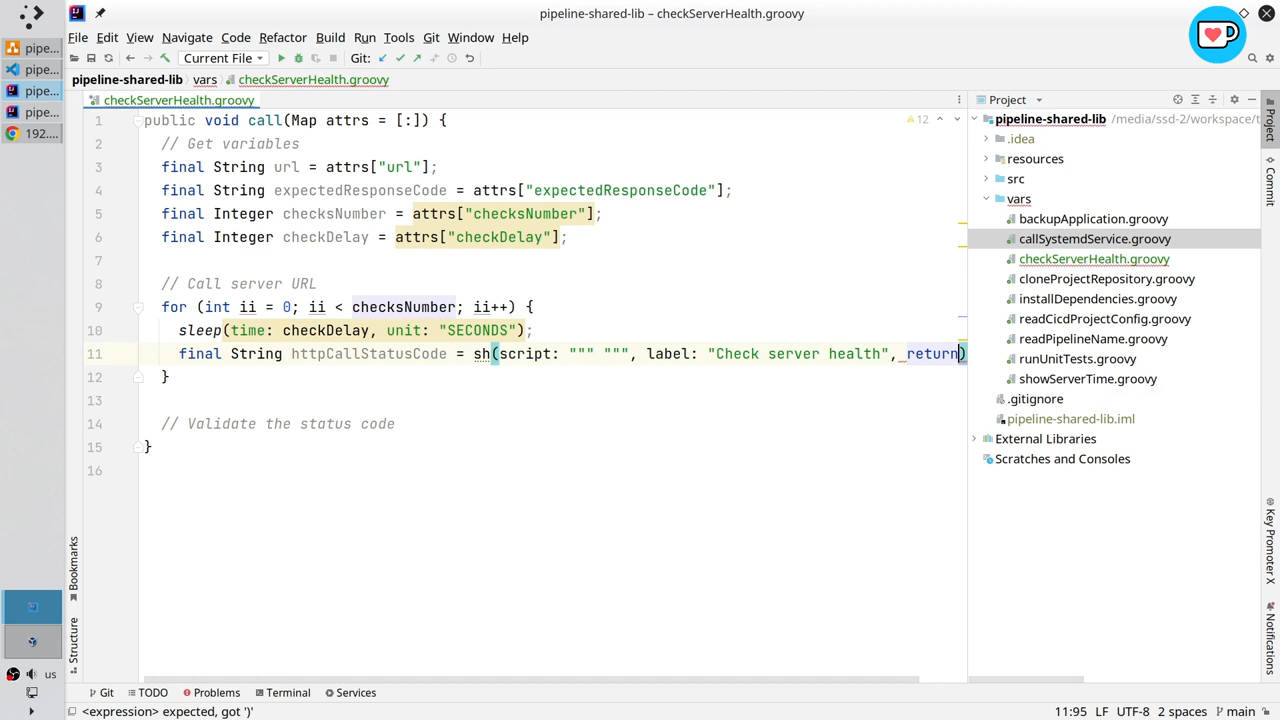 pipeline-shared-lib – checkServerHealth.groovy
File Edit View Navigate Code Refactor Build Run Tools Git Window Help
Current File Git:
pipeline-shared-lib vars checkServerHealth.groovy
checkServerHealth.groovy
12
1 public void call(Map attrs = [:]) {
2 // Get variables
3 final String url = attrs["url"];
4 final String expectedResponseCode = attrs["expectedResponseCode"];
5 final Integer checksNumber = attrs["checksNumber"];
6 final Integer checkDelay = attrs["checkDelay"];
7
8 // Call server URL
9 for (int ii = 0; ii < checksNumber; ii++) {
10 sleep(time: checkDelay, unit: "SECONDS");
11 final String httpCallStatusCode = sh(script: """ """, label: "Check server health", return)
12 }
13
14 // Validate the status code
15 }
16
Project
pipeline-shared-lib /media/ssd-2/workspace/t
.idea
resources
src
vars
backupApplication.groovy
callSystemdService.groovy
checkServerHealth.groovy
cloneProjectRepository.groovy
installDependencies.groovy
readCicdProjectConfig.groovy
readPipelineName.groovy
runUnitTests.groovy
showServerTime.groovy
.gitignore
pipeline-shared-lib.iml
External Libraries
Scratches and Consoles
pipe...
pipe...
pipe...
pipe...
192....
us
Bookmarks
Structure
Project
Commit
Key Promoter X
Notifications
Git TODO Problems Terminal Services
<expression> expected, got ')'
11:95 LF UTF-8 2 spaces main